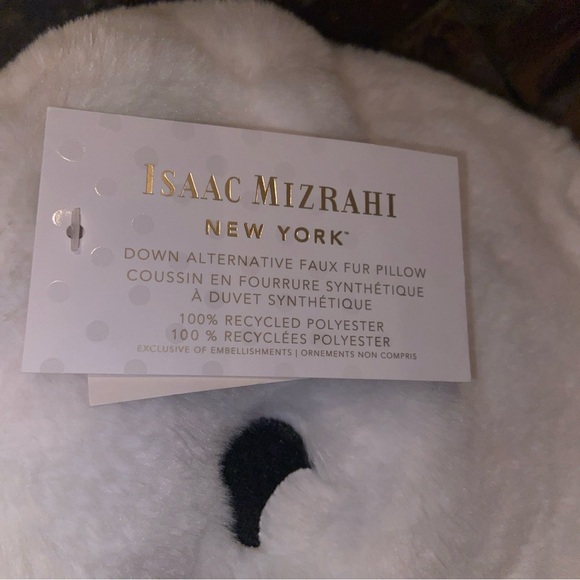 ISAAC MIZRAHI
NEW YORK™
DOWN ALTERNATIVE FAUX FUR PILLOW
COUSSIN EN FOURRURE SYNTHÉTIQUE
À DUVET SYNTHÉTIQUE
100% RECYCLED POLYESTER
100 % RECYCLÉES POLYESTER
EXCLUSIVE OF EMBELLISHMENTS | ORNEMENTS NON COMPRIS